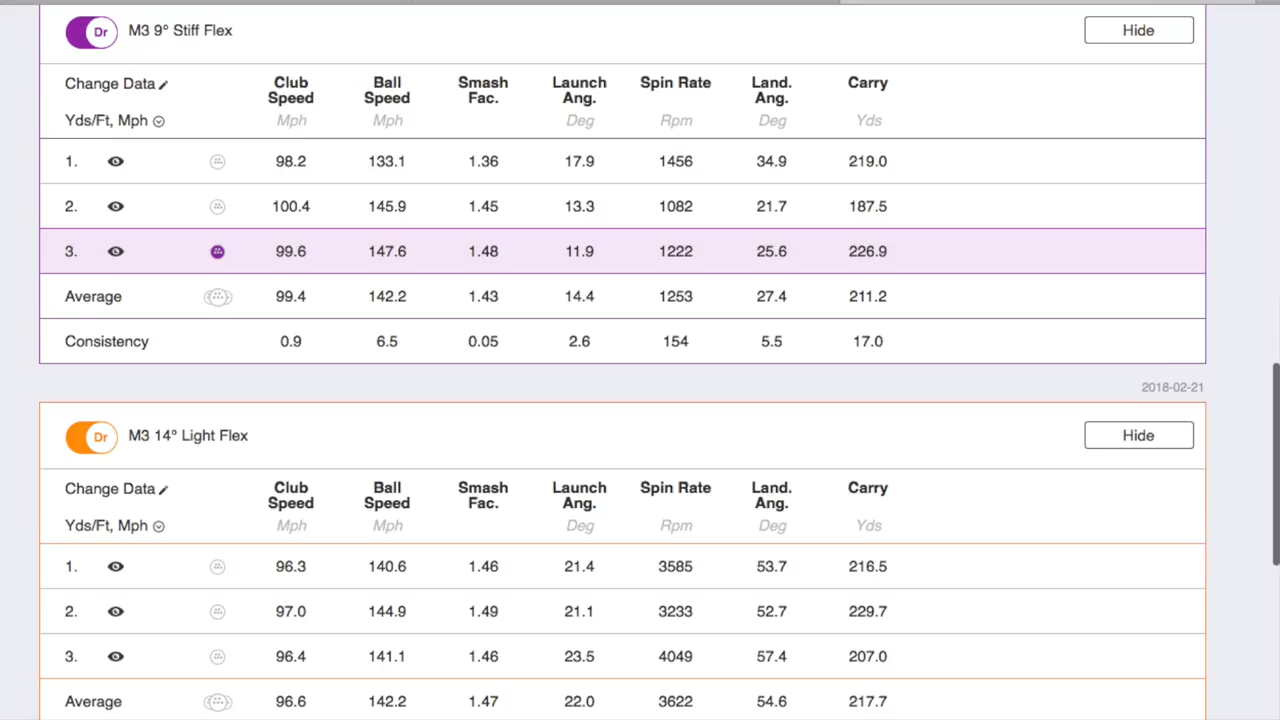 Dr M3 9° Stiff Flex Hide
Change Data Club Speed Ball Speed Smash Fac. Launch Ang. Spin Rate Land. Ang. Carry
Yds/Ft, Mph Mph Mph Deg Rpm Deg Yds
1. 98.2 133.1 1.36 17.9 1456 34.9 219.0
2. 100.4 145.9 1.45 13.3 1082 21.7 187.5
3. 99.6 147.6 1.48 11.9 1222 25.6 226.9
Average 99.4 142.2 1.43 14.4 1253 27.4 211.2
Consistency 0.9 6.5 0.05 2.6 154 5.5 17.0
2018-02-21
Dr M3 14° Light Flex Hide
Change Data Club Speed Ball Speed Smash Fac. Launch Ang. Spin Rate Land. Ang. Carry
Yds/Ft, Mph Mph Mph Deg Rpm Deg Yds
1. 96.3 140.6 1.46 21.4 3585 53.7 216.5
2. 97.0 144.9 1.49 21.1 3233 52.7 229.7
3. 96.4 141.1 1.46 23.5 4049 57.4 207.0
Average 96.6 142.2 1.47 22.0 3622 54.6 217.7